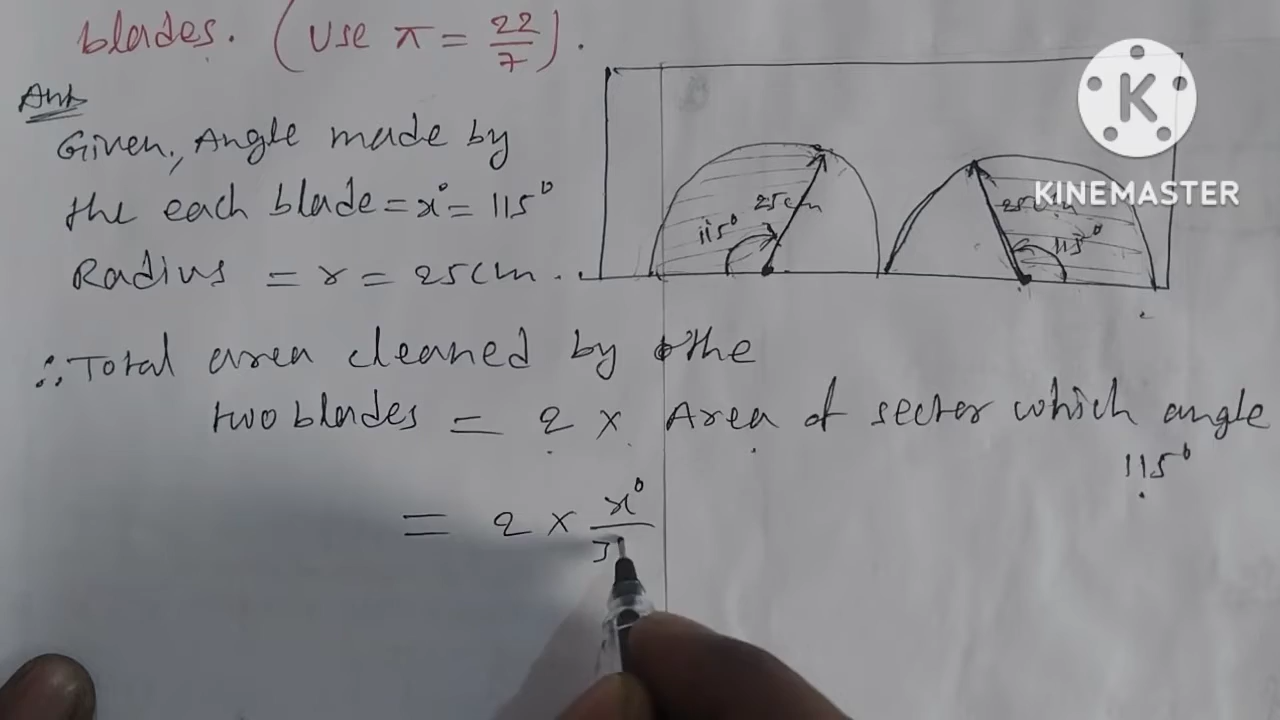 blades. (use π = 22/7).
Ans
Given, Angle made by
the each blade = x° = 115°
Radius = r = 25cm.
115° 25cm
25cm 115°
K
KINEMASTER
∴ Total area cleaned by the
two blades = 2 × Area of sector which angle
115°
= 2 × x°/3